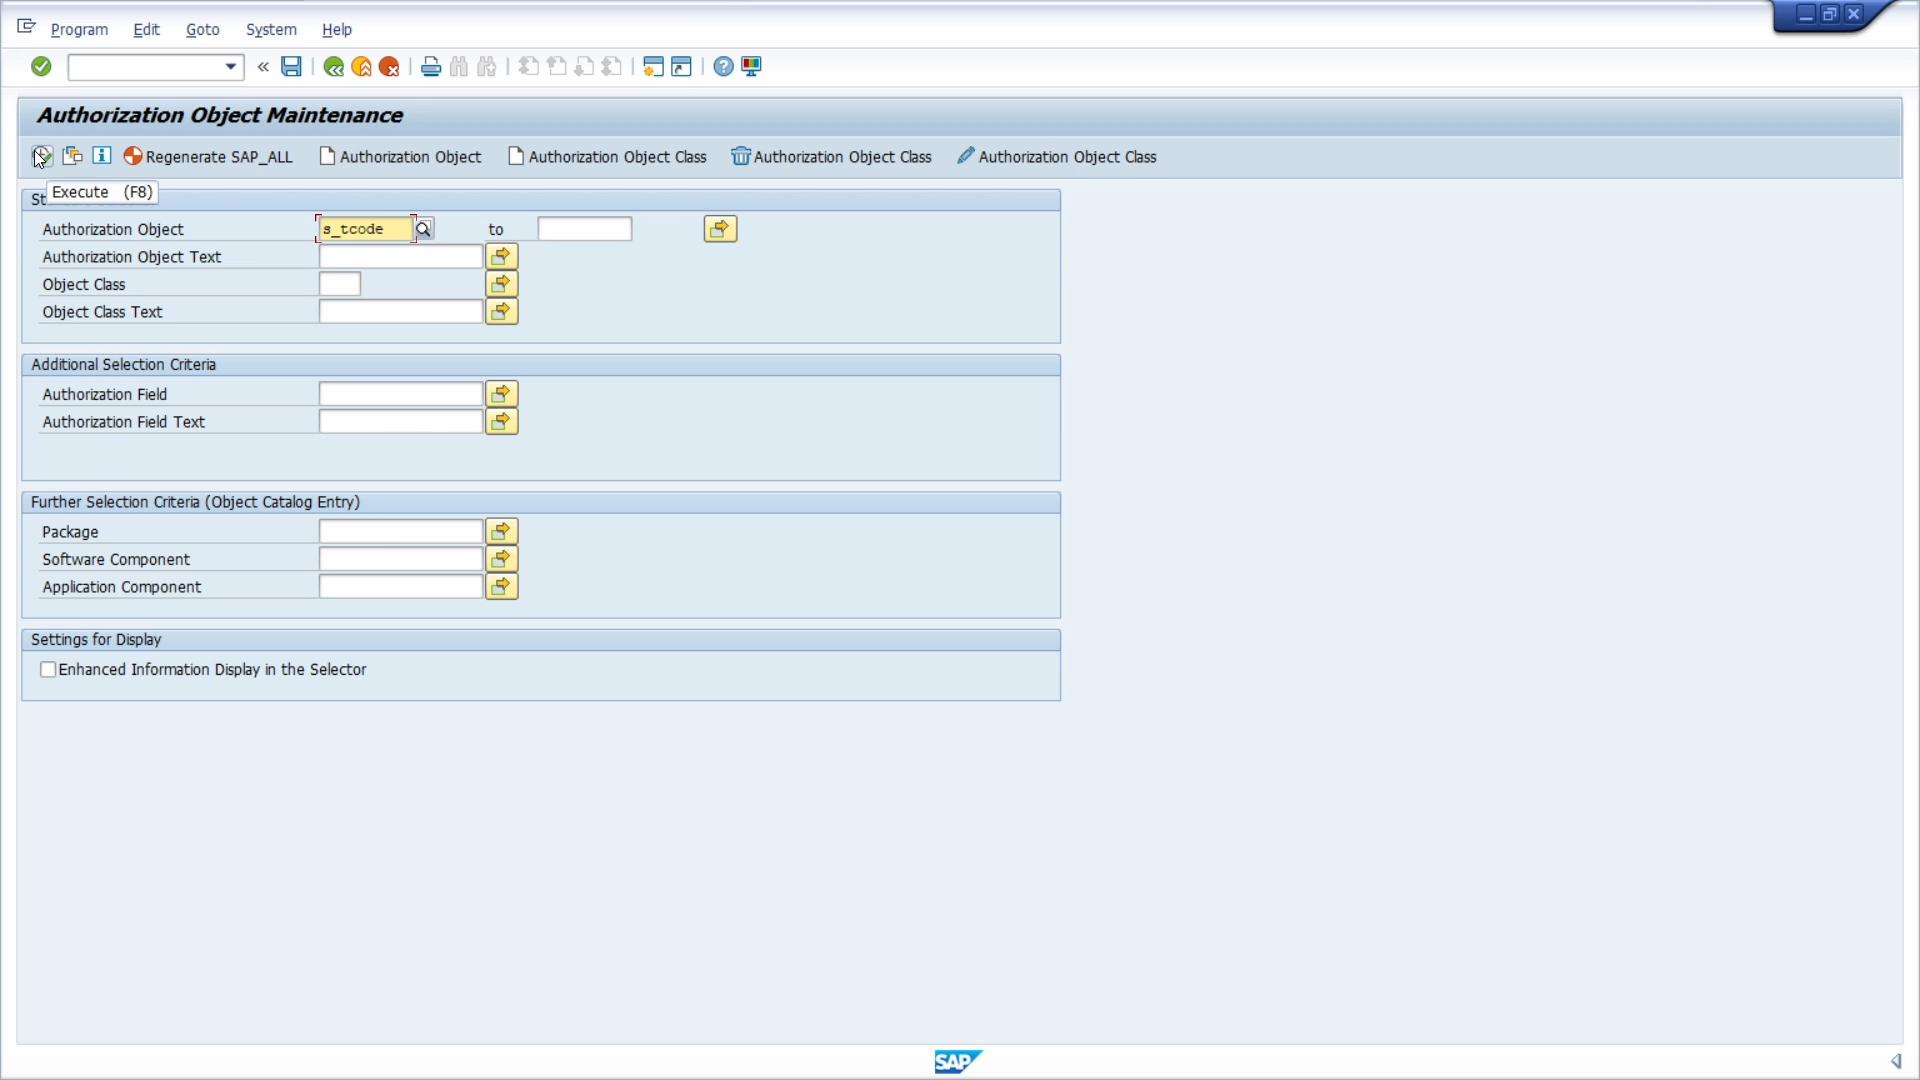 Program Edit Goto System Help
Authorization Object Maintenance
Regenerate SAP_ALL Authorization Object Authorization Object Class Authorization Object Class Authorization Object Class
Execute (F8)
St
Authorization Object s_tcode to
Authorization Object Text
Object Class
Object Class Text
Additional Selection Criteria
Authorization Field
Authorization Field Text
Further Selection Criteria (Object Catalog Entry)
Package
Software Component
Application Component
Settings for Display
Enhanced Information Display in the Selector
SAP